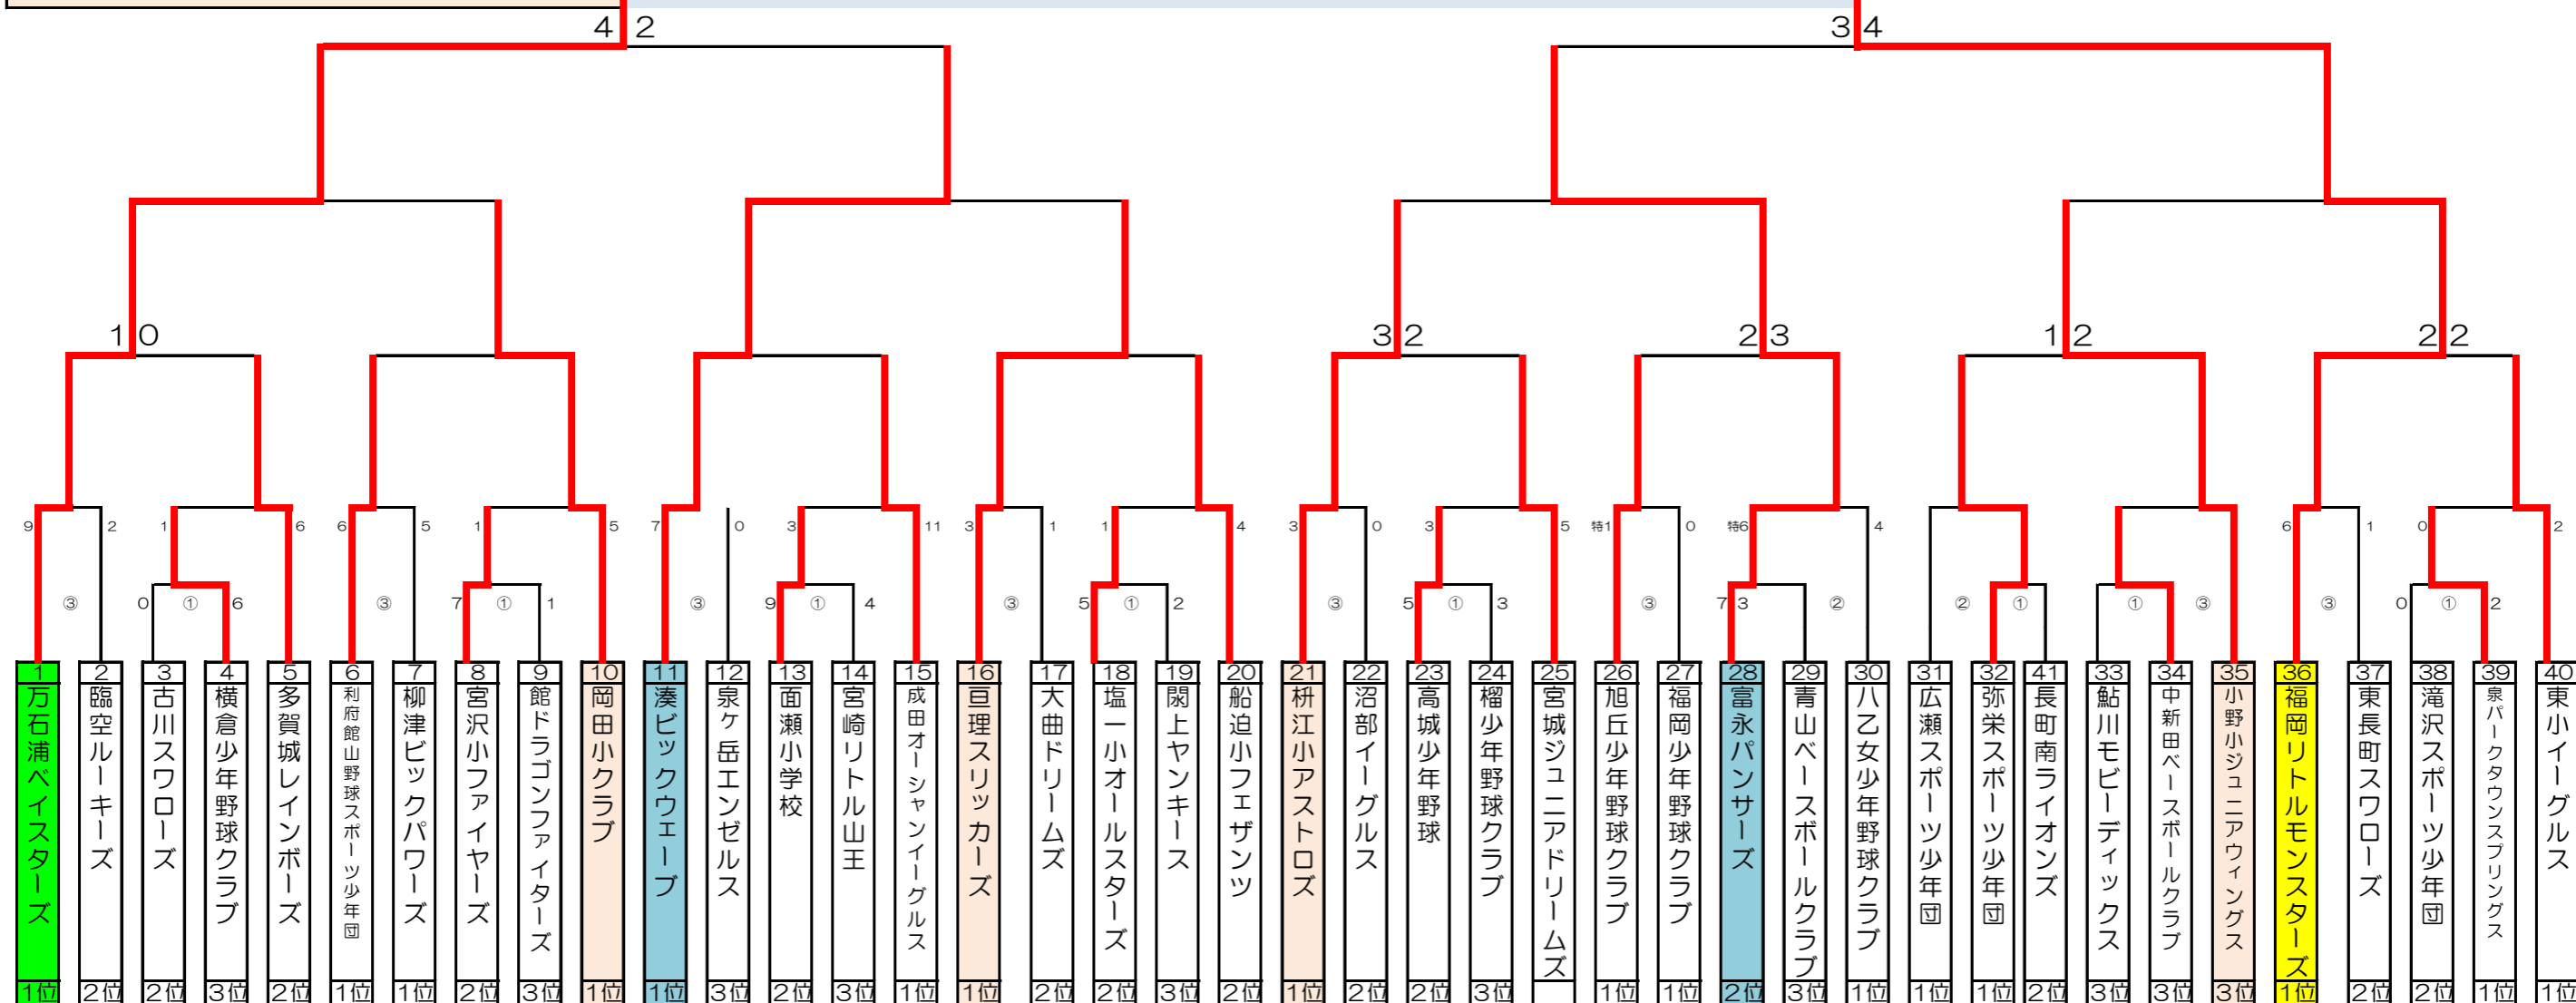 4 2
3 4
1 0
3 2
2 3
1 2
2 2
9 2 1 6 6 5 1 5 7 0 3 11 3 1 1 4 3 0 3 5 特1 0 特6 4 6 1 0 2
③ 0 ① 6 ③ 7 ① 1 ③ 9 ① 4 ③ 5 ① 2 ③ 5 ① 3 ③ 7 3 ② ② ① ① ③ ③ 0 ① 2
1 万石浦ベイスターズ 1位
2 臨空ルーキーズ 2位
3 古川スワローズ 2位
4 横倉少年野球クラブ 3位
5 多賀城レインボーズ 2位
6 利府館山野球スポーツ少年団 1位
7 柳津ビックパワーズ 1位
8 宮沢小ファイヤーズ 2位
9 館ドラゴンファイターズ 3位
10 岡田小クラブ 1位
11 湊ビックウェーブ 1位
12 泉ケ岳エンゼルス 3位
13 面瀬小学校 2位
14 宮崎リトル山王 3位
15 成田オーシャンイーグルス 1位
16 亘理スリッカーズ 1位
17 大曲ドリームズ 2位
18 塩一小オールスターズ 2位
19 閖上ヤンキース 3位
20 船迫小フェザンツ 2位
21 枡江小アストロズ 1位
22 沼部イーグルス 2位
23 高城少年野球 2位
24 榴少年野球クラブ 3位
25 宮城ジュニアドリームズ
26 旭丘少年野球クラブ 1位
27 福岡少年野球クラブ 1位
28 富永パンサーズ 2位
29 青山ベースボールクラブ 3位
30 八乙女少年野球クラブ 1位
31 広瀬スポーツ少年団 1位
32 弥栄スポーツ少年団 1位
41 長町南ライオンズ 2位
33 鮎川モビーディックス 3位
34 中新田ベースボールクラブ 3位
35 小野小ジュニアウィングス 3位
36 福岡リトルモンスターズ 1位
37 東長町スワローズ 2位
38 滝沢スポーツ少年団 2位
39 泉パークタウンスプリングス 1位
40 東小イーグルス 1位